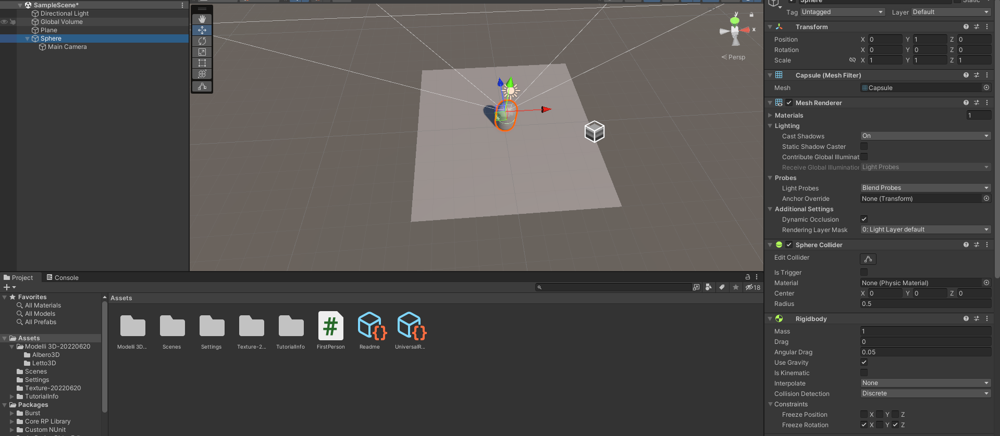 SampleScene*
Directional Light
Global Volume
Plane
Sphere
Main Camera
y
x
Persp
Project
Console
18
Favorites
All Materials
All Models
All Prefabs
Assets
Modelli 3D-20220620
Albero3D
Letto3D
Scenes
Settings
Texture-20220620
TutorialInfo
Packages
Burst
Core RP Library
Custom NUnit
Assets
Modelli 3D...
Scenes
Settings
Texture-2...
TutorialInfo
FirstPerson
Readme
UniversalR...
Sphere
Static
Tag Untagged Layer Default
Transform
Position X 0 Y 1 Z 0
Rotation X 0 Y 0 Z 0
Scale X 1 Y 1 Z 1
Capsule (Mesh Filter)
Mesh Capsule
Mesh Renderer
Materials 1
Lighting
Cast Shadows On
Static Shadow Caster
Contribute Global Illuminat
Receive Global Illumination Light Probes
Probes
Light Probes Blend Probes
Anchor Override None (Transform)
Additional Settings
Dynamic Occlusion
Rendering Layer Mask 0: Light Layer default
Sphere Collider
Edit Collider
Is Trigger
Material None (Physic Material)
Center X 0 Y 0 Z 0
Radius 0.5
Rigidbody
Mass 1
Drag 0
Angular Drag 0.05
Use Gravity
Is Kinematic
Interpolate None
Collision Detection Discrete
Constraints
Freeze Position X Y Z
Freeze Rotation X Y Z